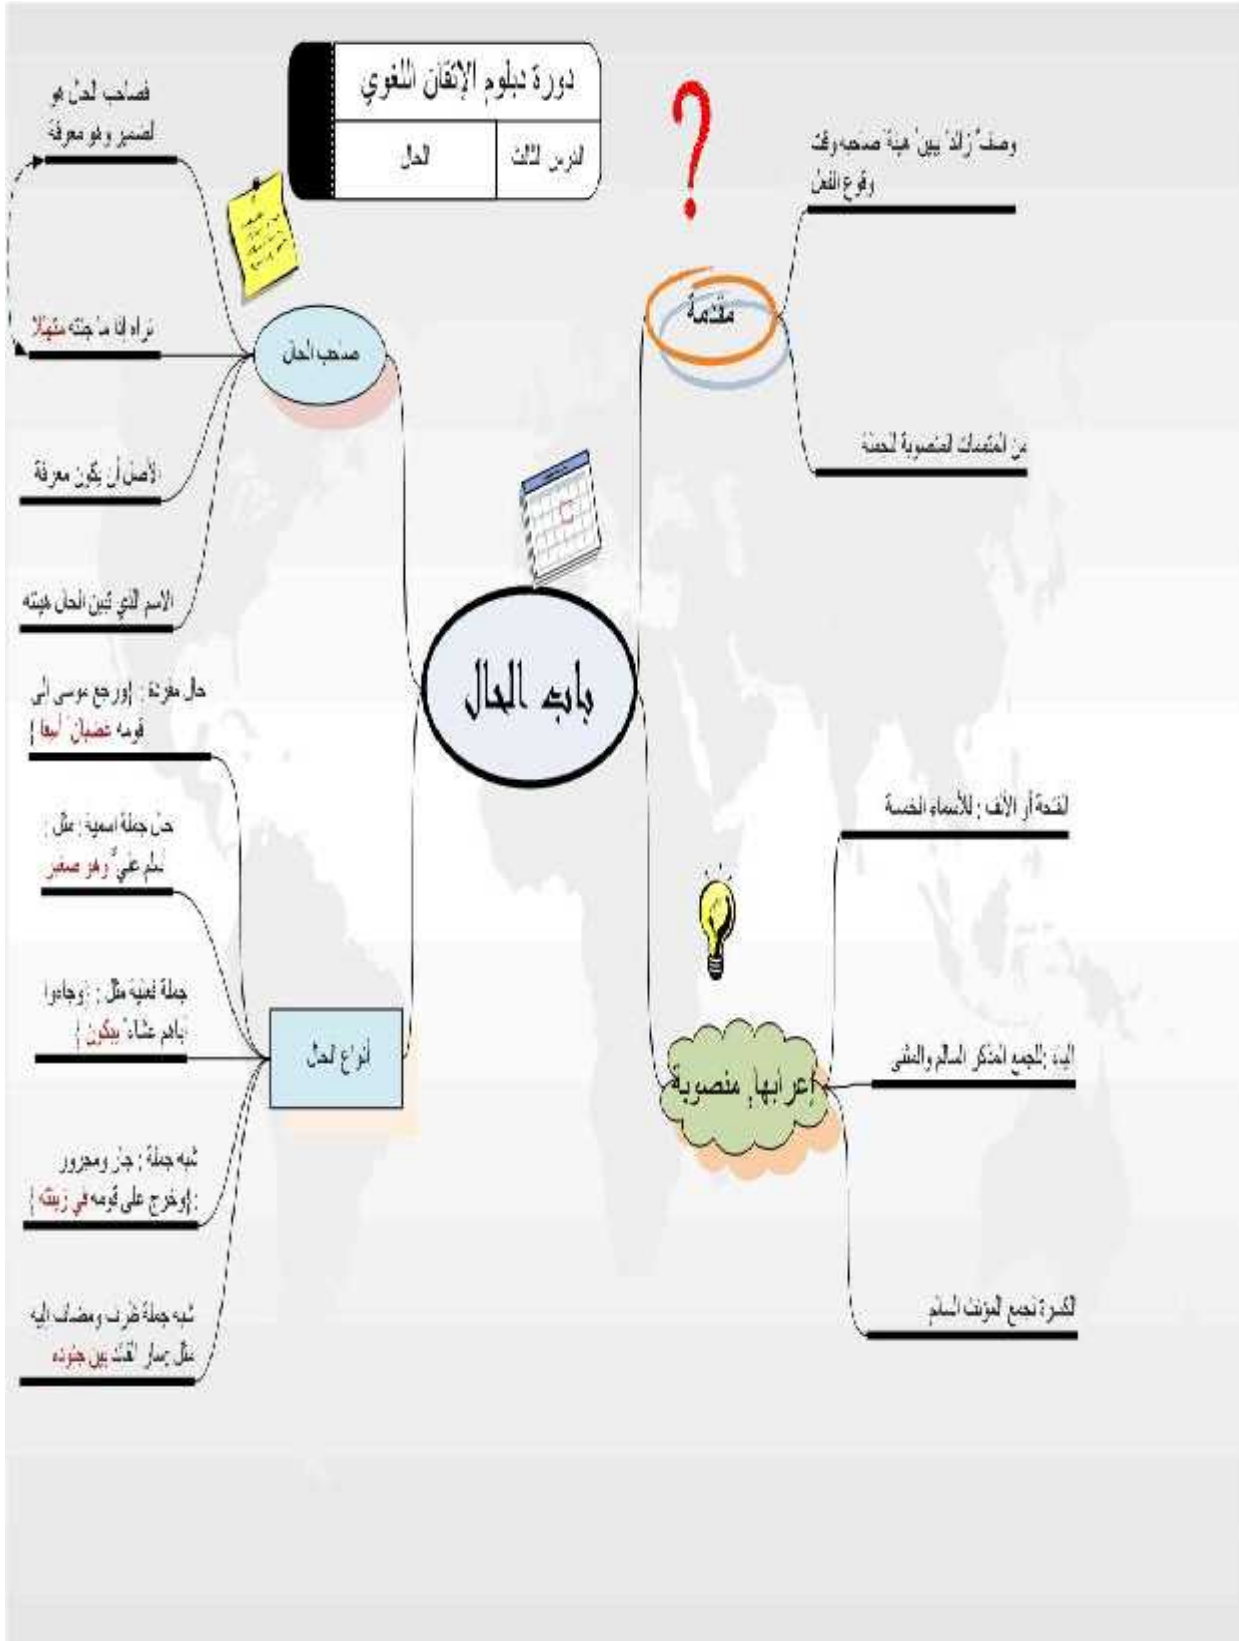 دورة دبلوم الإتقان اللغوي
الدرس الثالث
الحال
باب الحال
مقدمة
وصفٌ زائدٌ يبينُ هيئة صاحبه وقت
وقوع الفعل
من المتممات المنصوبة للجملة
إعرابها منصوبة
الفتحة أو الألف : للأسماء الخمسة
الياء :للجمع المذكر السالم والمثنى
الكسرة لجمع المؤنث السالم
صاحب الحال
فصاحب الحال هو
الضمير وهو معرفة
تراه إذا ما جئته متهللا
الأصل أن يكون معرفة
الاسم الذي تبين الحال هيئته
أنواع الحال
حال مفردة : {ورجع موسى إلى
قومه غضبان أسفا }
حال جملة اسمية : مثل :
عليٌّ وهو صغير
جملة فعلية مثل : {وجاءوا
أباهم عشاءً يبكون }
شبه جملة : جار ومجرور
: {وخرج على قومه في زينته }
شبه جملة ظرف ومضاف إليه
مثل :سار القائد بين جنوده